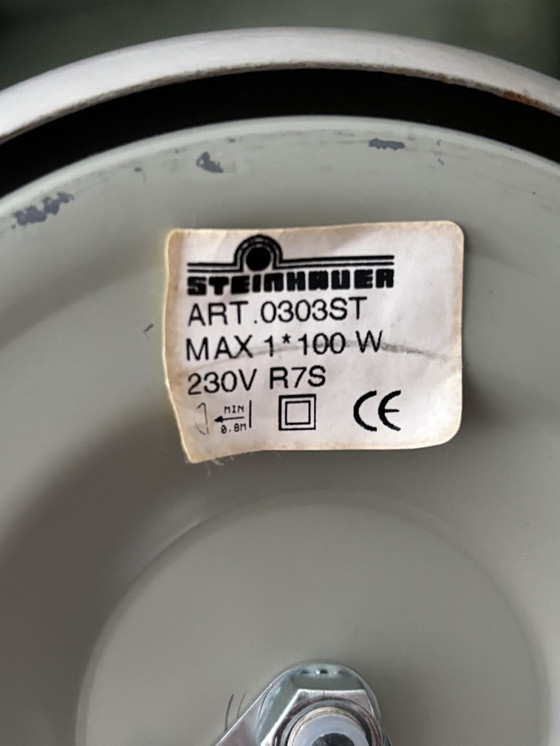 STEINHAUER
ART.0303ST
MAX 1*100 W
230V R7S
MIN
0.8M
CE